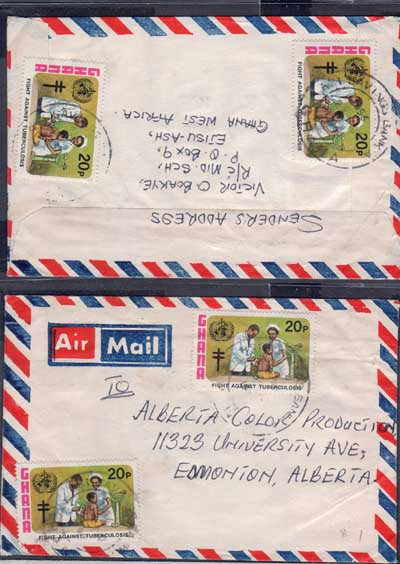 GHANA
20P
FIGHT AGAINST TUBERCULOSIS
GHANA
20P
FIGHT AGAINST TUBERCULOSIS
SENDERS ADDRESS
VICTOR O BOAKYE,
R/C MID. SCH,
P. O. BOX 9,
EJISU-ASH,
GHANA WEST AFRICA.
Air Mail
GHANA
20P
FIGHT AGAINST TUBERCULOSIS
TO
ALBERTA COLOR PRODUCTION
11323 UNIVERSITY AVE,
EDMONTON, ALBERTA.
GHANA
20P
FIGHT AGAINST TUBERCULOSIS